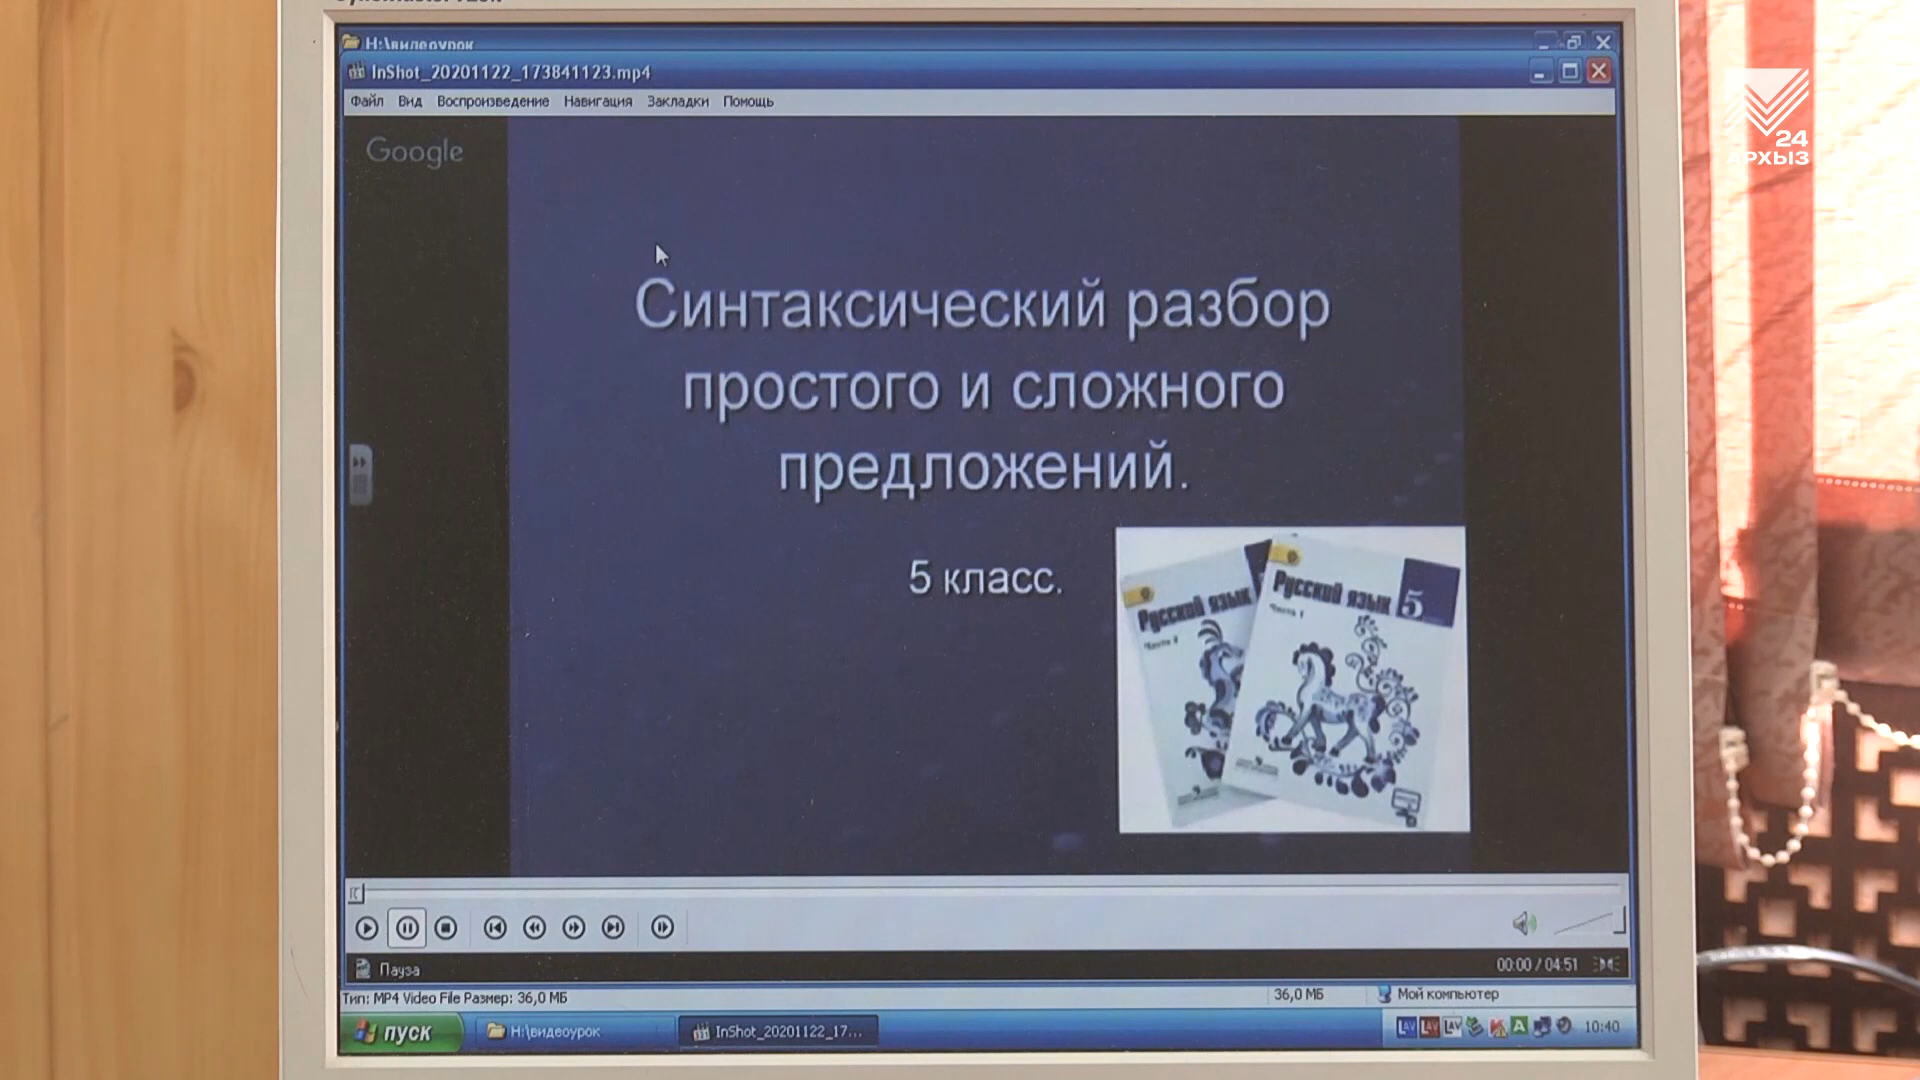 H:\видеоурок
InShot_20201122_173841123.mp4
Файл Вид Воспроизведение Навигация Закладки Помощь
24
АРХЫЗ
Google
Синтаксический разбор
простого и сложного
предложений.
5 класс.
Русский язык
Русский язык 5
Часть 1
Пауза
00:00 / 04:51
Тип: MP4 Video File Размер: 36,0 МБ
36,0 МБ
Мой компьютер
пуск
H:\видеоурок
InShot_20201122_17...
10:40